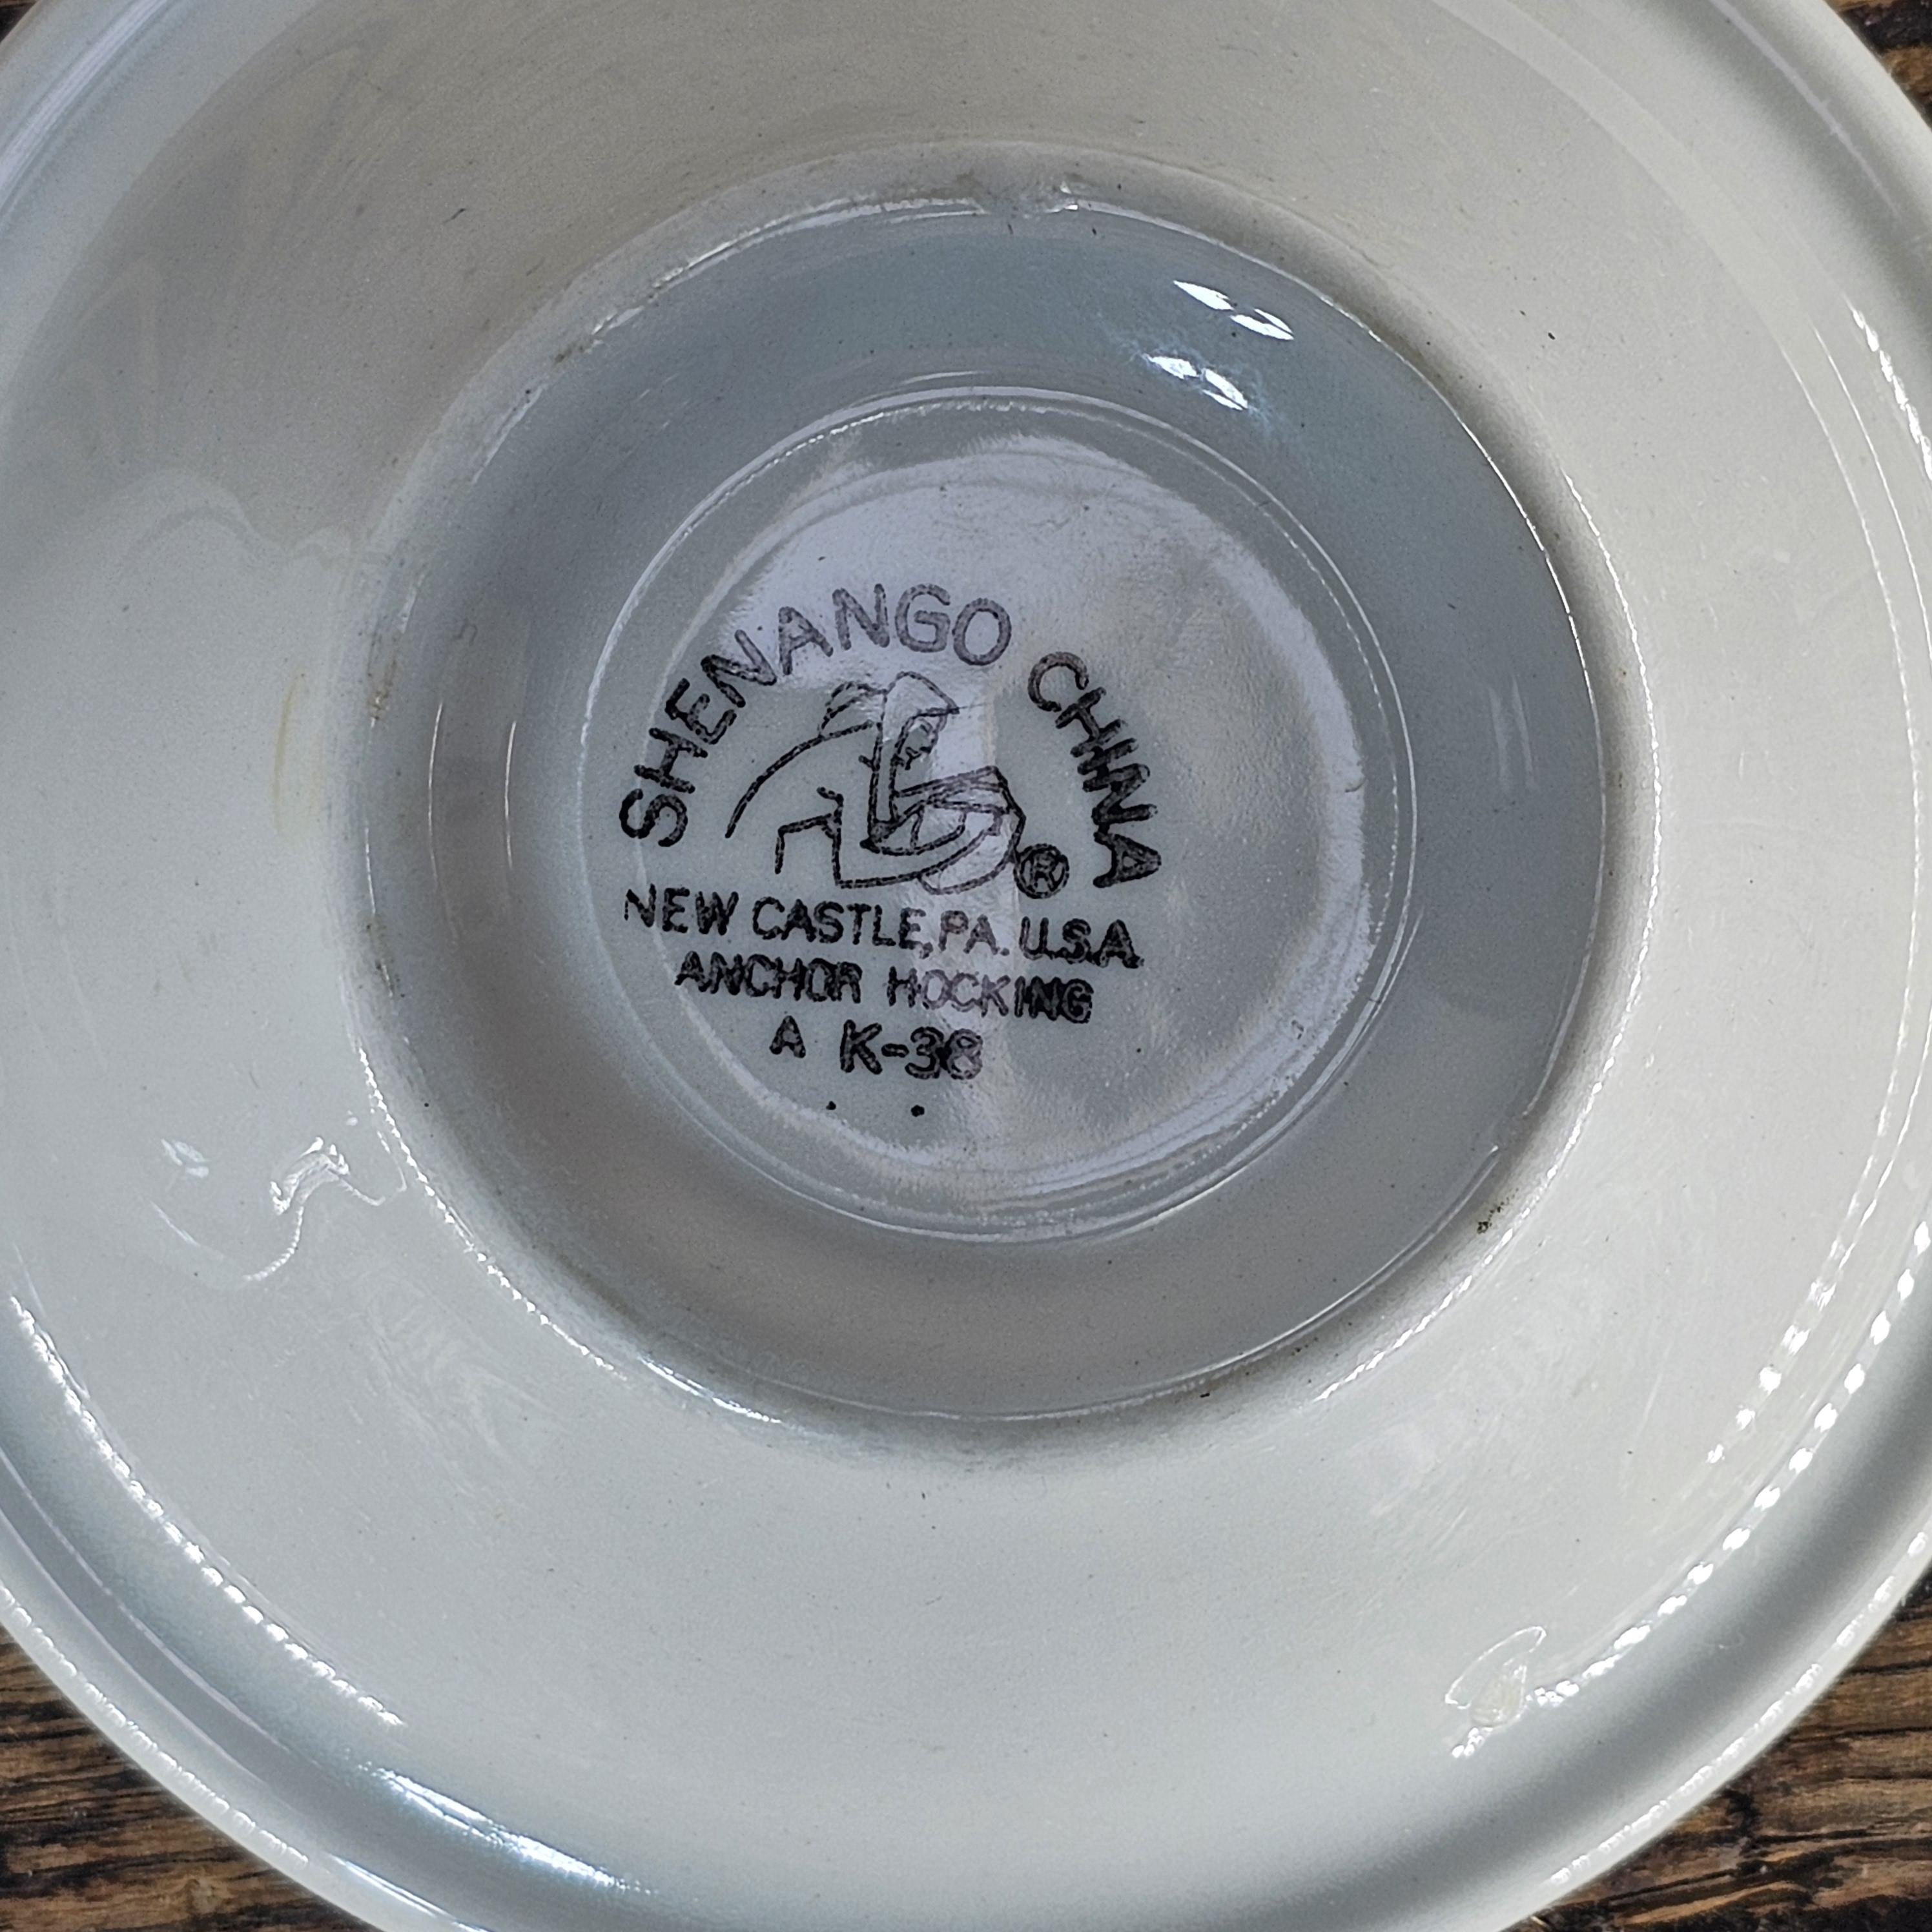 SHENANGO CHINA
®
NEW CASTLE, PA. U.S.A.
ANCHOR HOCKING
A K-38